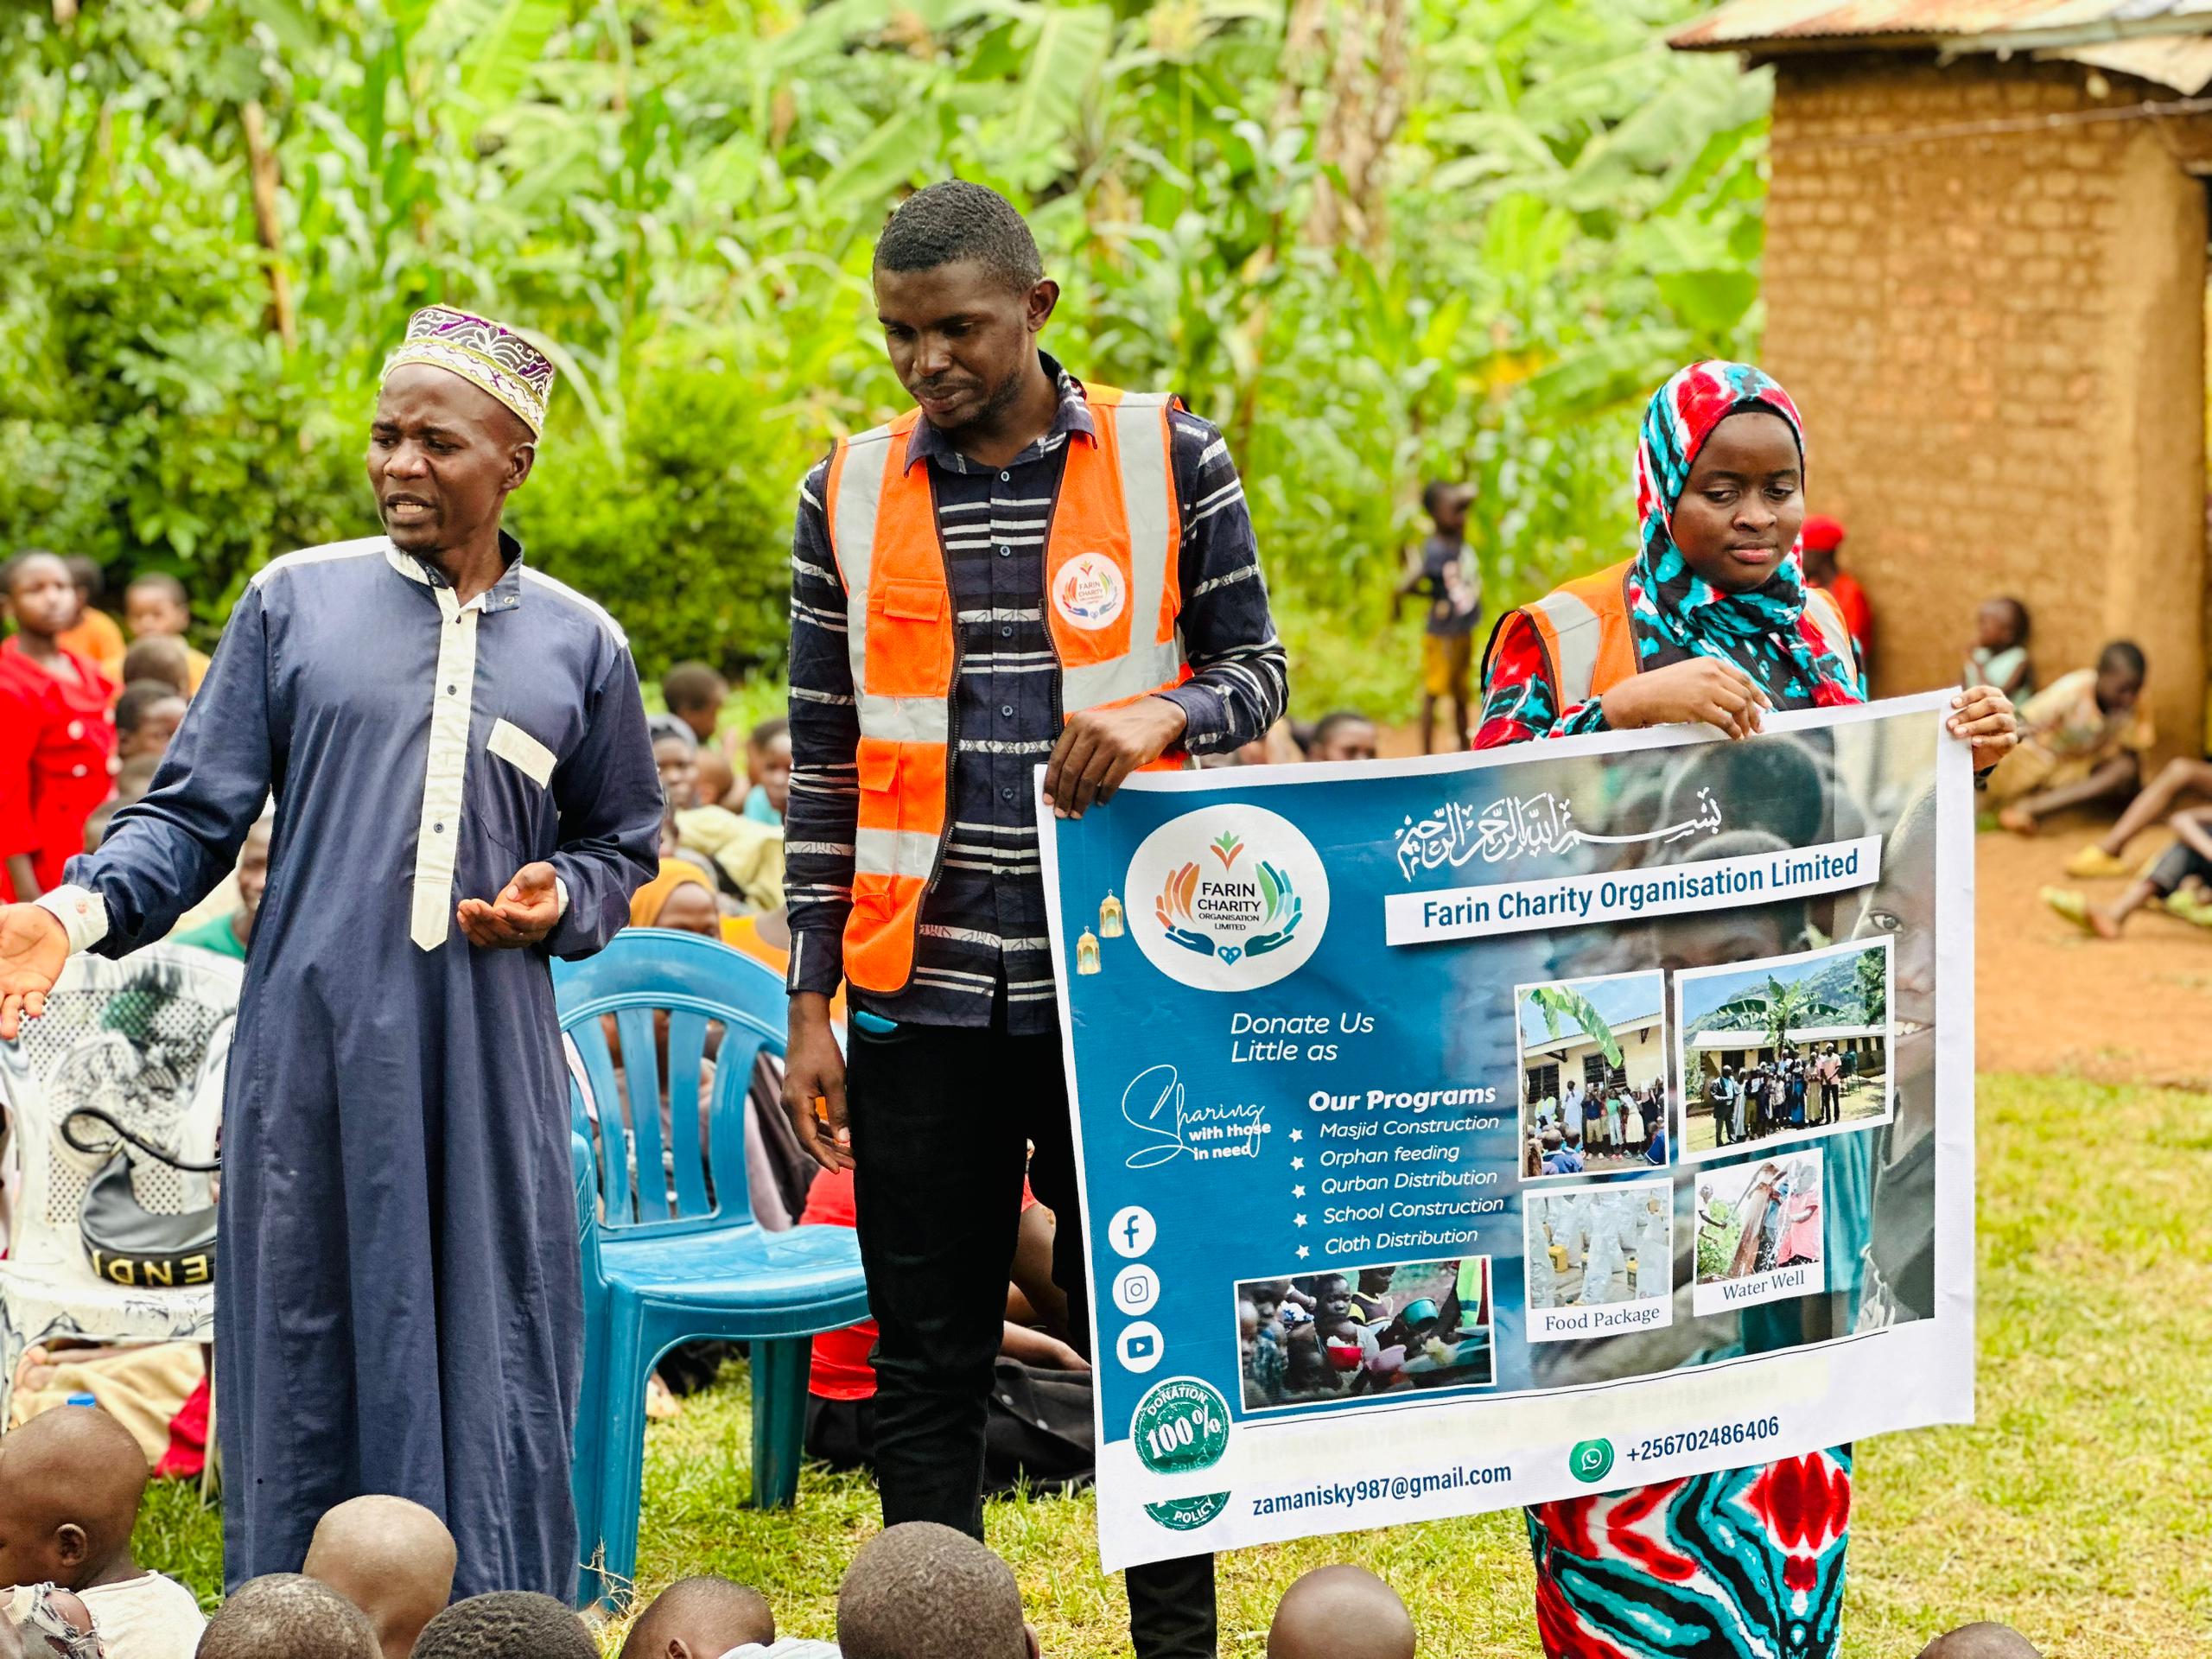 FARIN
CHARITY
FARIN
CHARITY
ORGANISATION
LIMITED
بسم الله الرحمن الرحيم
Farin Charity Organisation Limited
Donate Us
Little as
Sharing
with those
in need
Our Programs
Masjid Construction
Orphan feeding
Qurban Distribution
School Construction
Cloth Distribution
Food Package
Water Well
DONATION
100%
POLICY
POLICY
zamanisky987@gmail.com
+256702486406